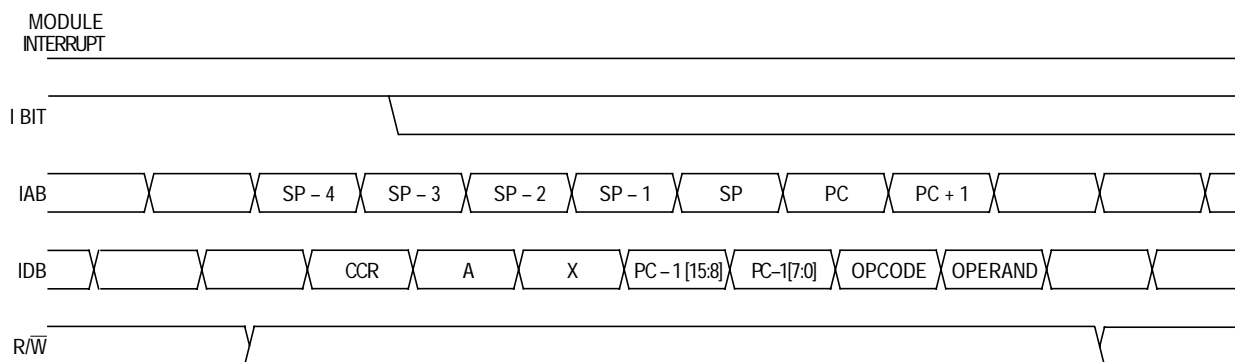 MODULE
INTERRUPT
I BIT
IAB SP – 4 SP – 3 SP – 2 SP – 1 SP PC PC + 1
IDB CCR A X PC – 1 [15:8] PC–1[7:0] OPCODE OPERAND
R/W̅